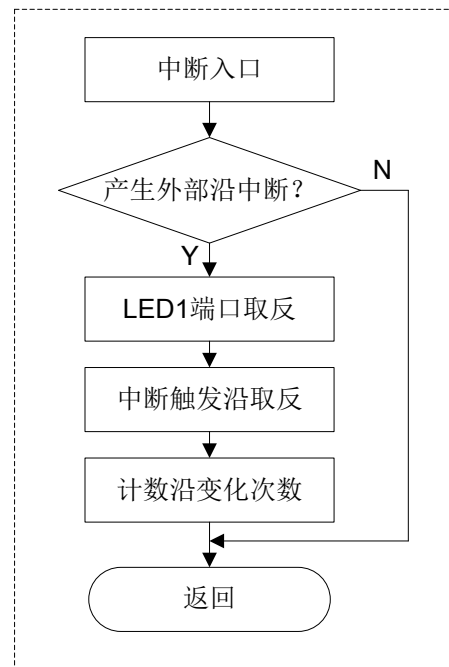 中断入口
产生外部沿中断？
N
Y
LED1端口取反
中断触发沿取反
计数沿变化次数
返回